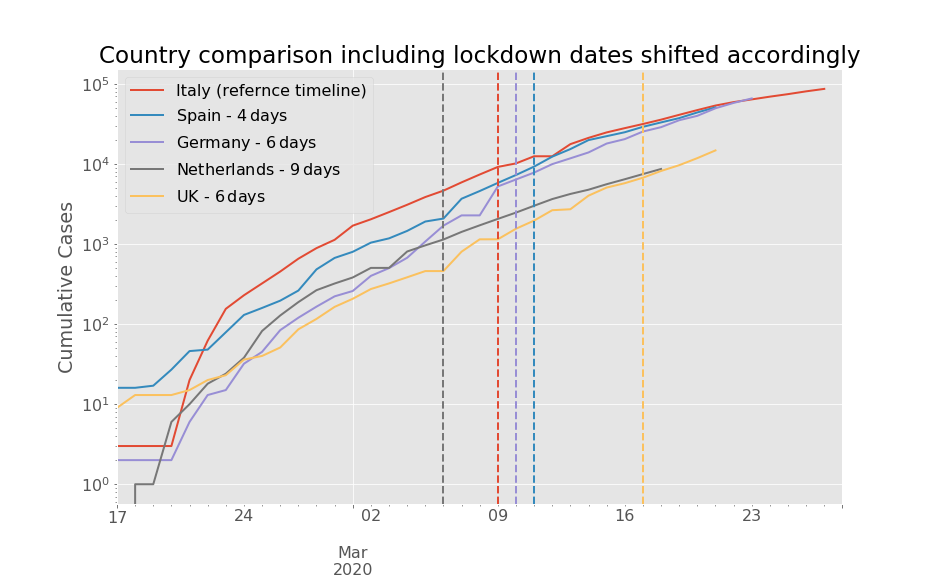 Country comparison including lockdown dates shifted accordingly
Italy (refernce timeline)
Spain - 4 days
Germany - 6 days
Netherlands - 9 days
UK - 6 days
Cumulative Cases
10⁵
10⁴
10³
10²
10¹
10⁰
17 24 02 09 16 23
Mar
2020